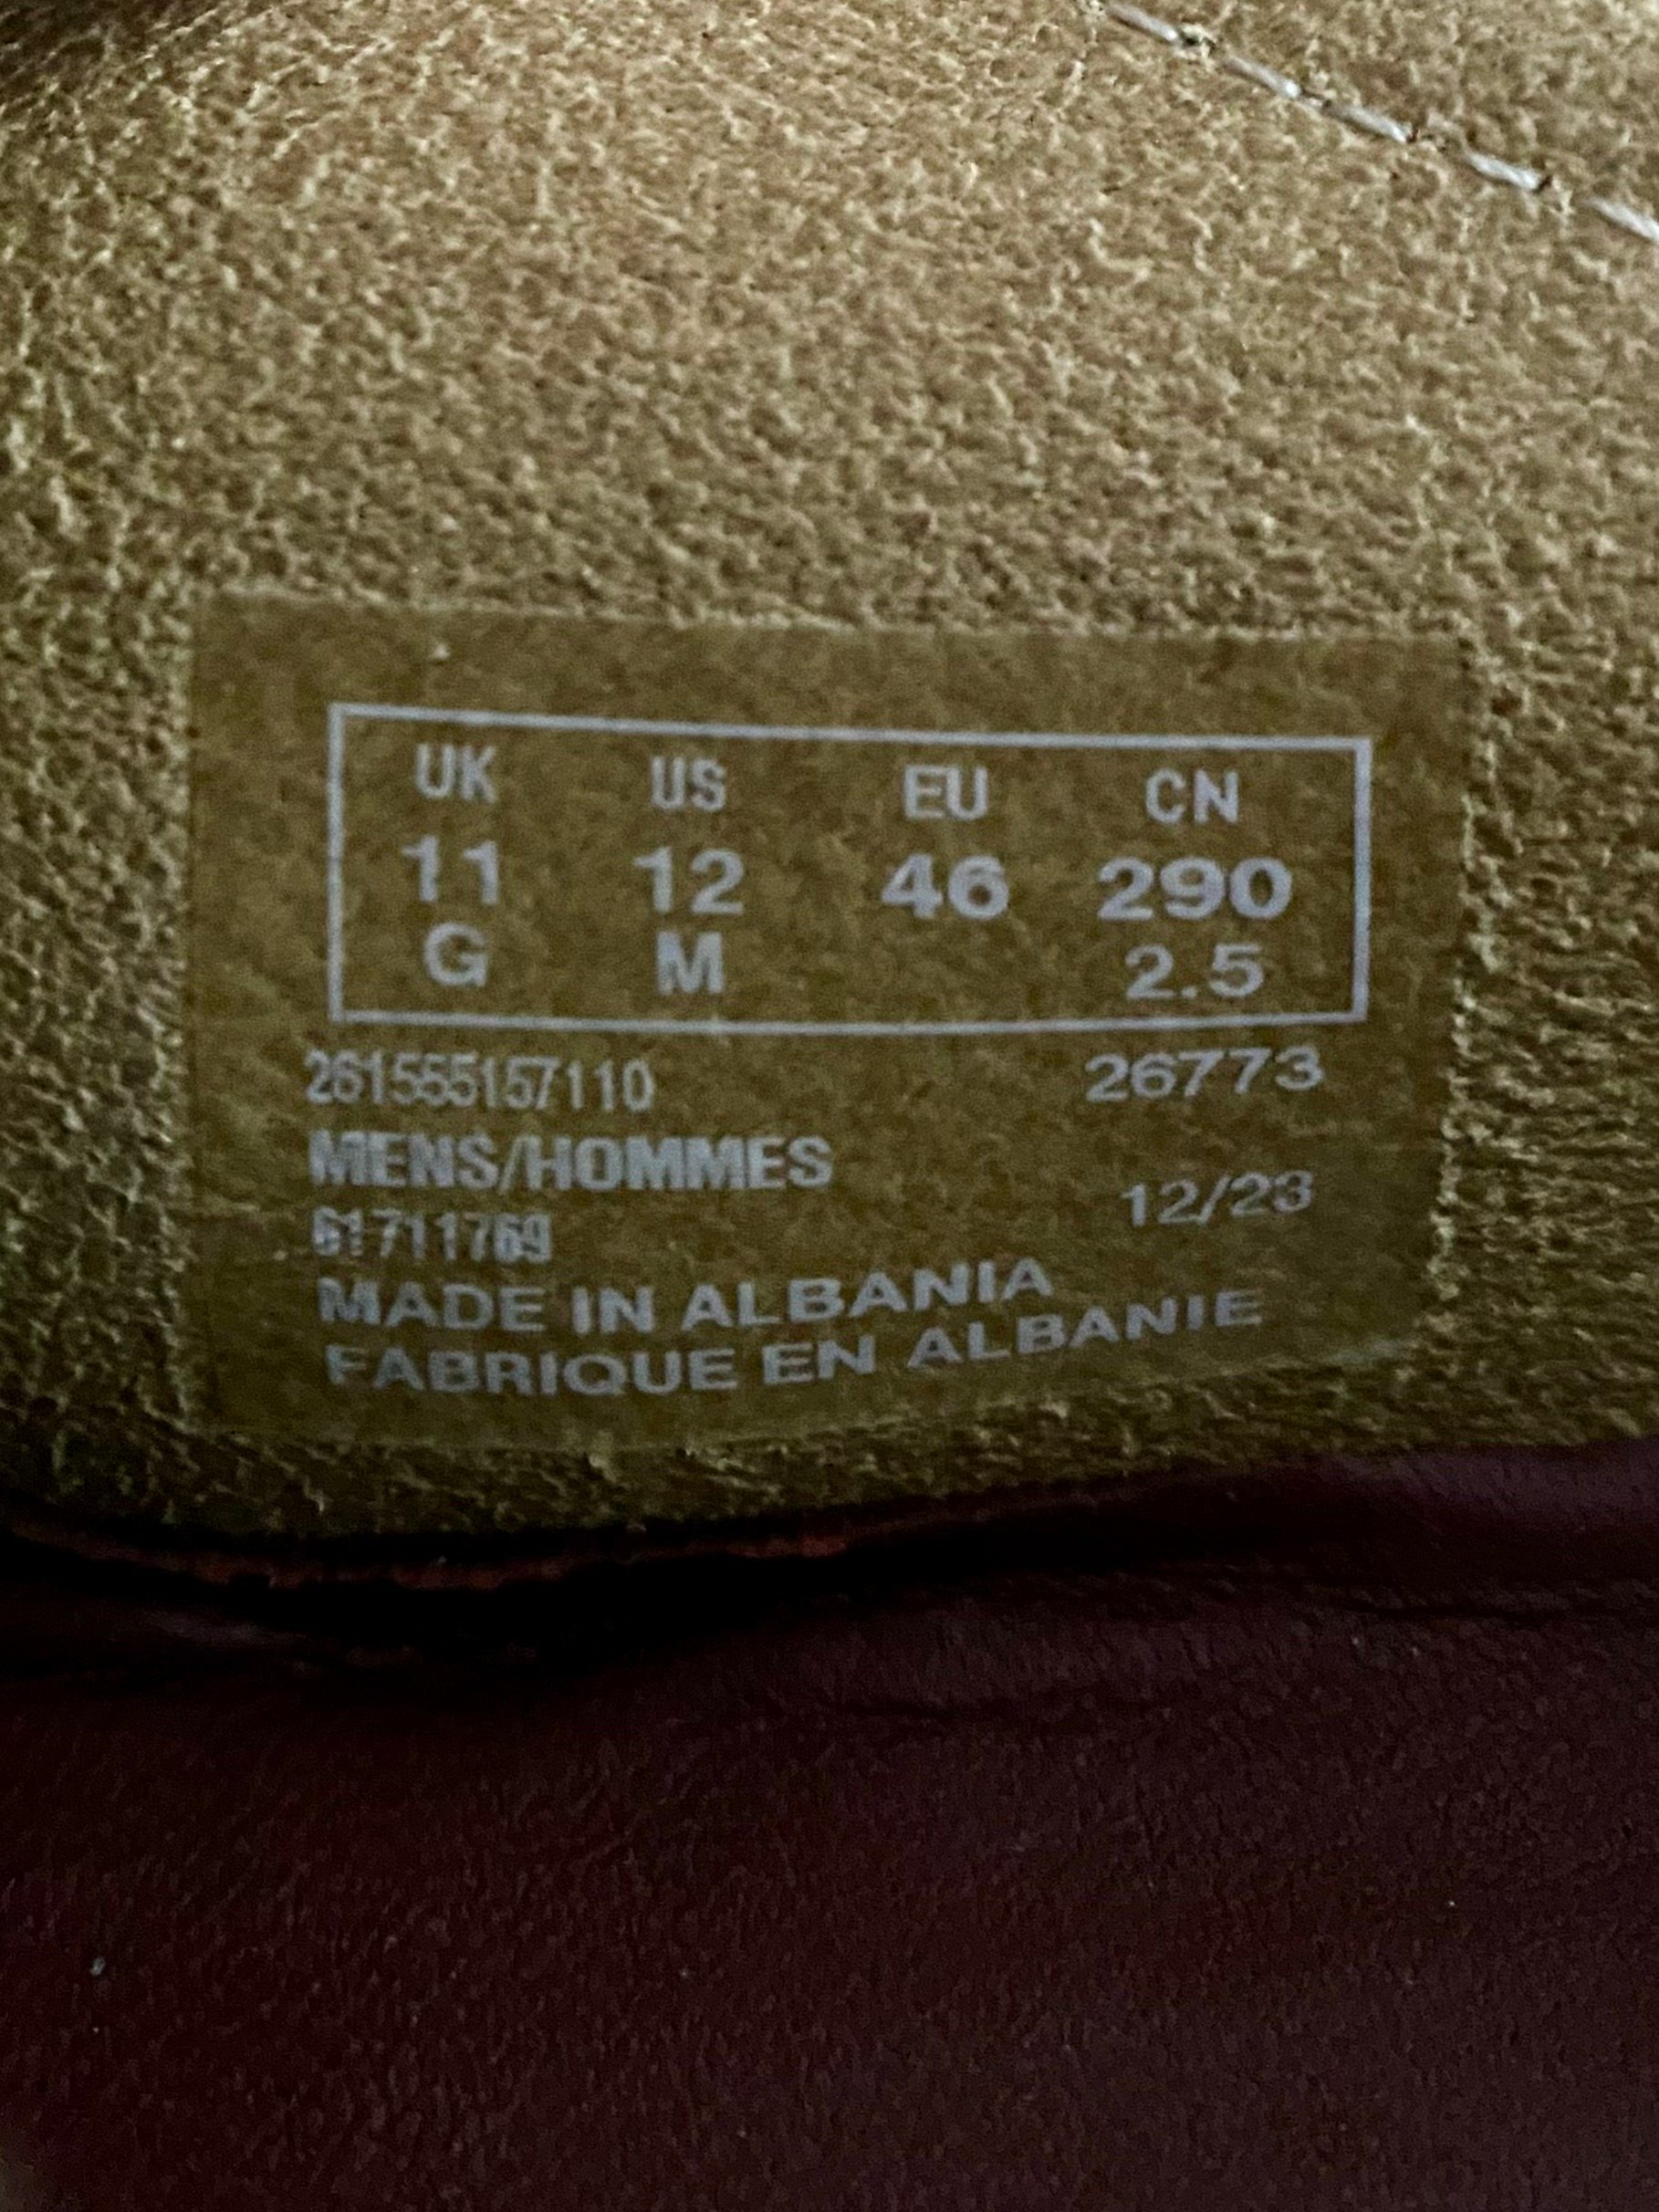 UK US EU CN
11 12 46 290
G M 2.5
261555157110 26773
MENS/HOMMES
61711769 12/23
MADE IN ALBANIA
FABRIQUE EN ALBANIE